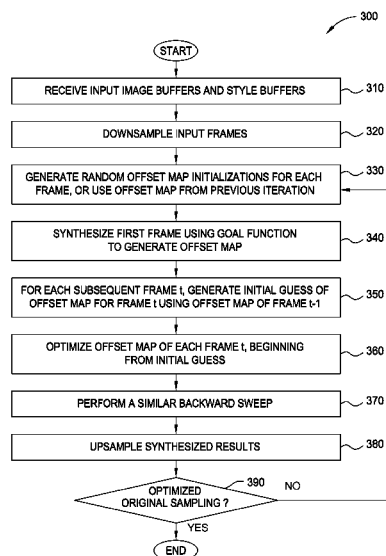 300
START
RECEIVE INPUT IMAGE BUFFERS AND STYLE BUFFERS
310
DOWNSAMPLE INPUT FRAMES
320
GENERATE RANDOM OFFSET MAP INITIALIZATIONS FOR EACH
FRAME, OR USE OFFSET MAP FROM PREVIOUS ITERATION
330
SYNTHESIZE FIRST FRAME USING GOAL FUNCTION
TO GENERATE OFFSET MAP
340
FOR EACH SUBSEQUENT FRAME t, GENERATE INITIAL GUESS OF
OFFSET MAP FOR FRAME t USING OFFSET MAP OF FRAME t-1
350
OPTIMIZE OFFSET MAP OF EACH FRAME t, BEGINNING
FROM INITIAL GUESS
360
PERFORM A SIMILAR BACKWARD SWEEP
370
UPSAMPLE SYNTHESIZED RESULTS
380
390
OPTIMIZED
ORIGINAL SAMPLING ?
NO
YES
END